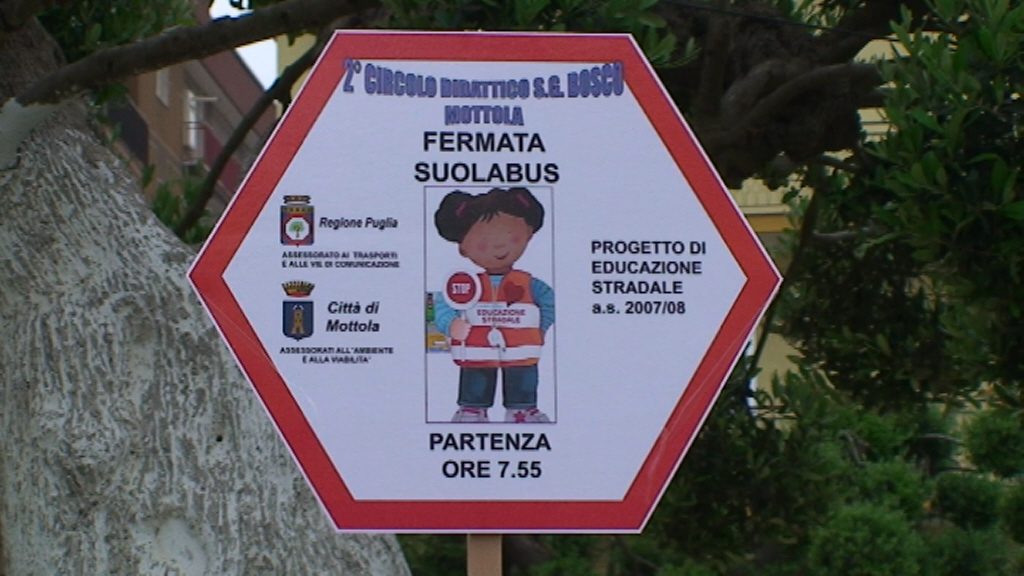 2° CIRCOLO DIDATTICO S.G. BOSCO
MOTTOLA
FERMATA
SUOLABUS
Regione Puglia
ASSESSORATO AI TRASPORTI
E ALLE VIE DI COMUNICAZIONE
Città di
Mottola
ASSESSORATI ALL'AMBIENTE
E ALLA VIABILITA'
STOP
EDUCAZIONE
STRADALE
PROGETTO DI
EDUCAZIONE
STRADALE
a.s. 2007/08
PARTENZA
ORE 7.55